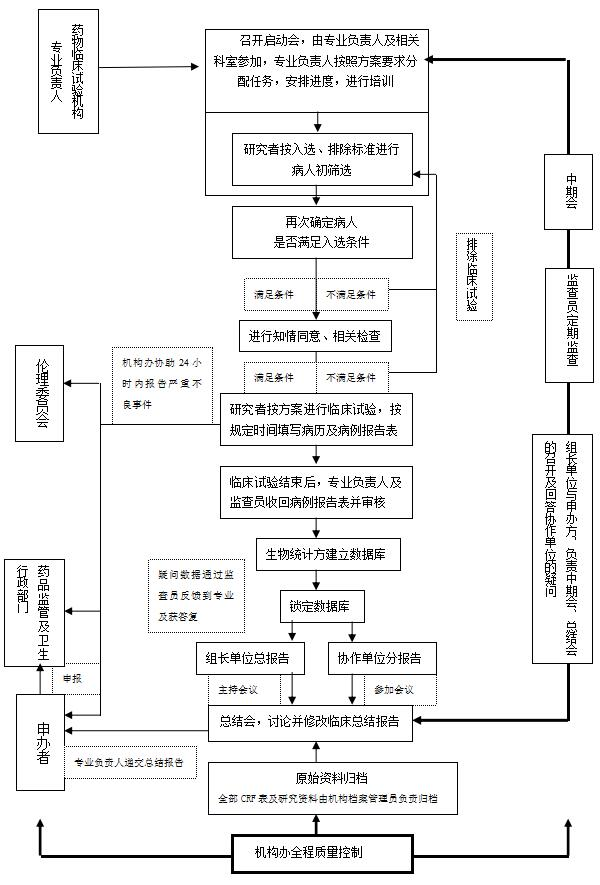 药物临床试验机构
专业负责人
召开启动会，由专业负责人及相关
科室参加，专业负责人按照方案要求分
配任务，安排进度，进行培训
研究者按入选、排除标准进行
病人初筛选
中期会
再次确定病人
是否满足入选条件
排涂临床试验
满足条件
不满足条件
监查员定期监查
进行知情同意、相关检查
机构办协助 24 小
时内报告严重不
良事件
满足条件
不满足条件
伦理委员会
研究者按方案进行临床试验，按
规定时间填写病历及病例报告表
临床试验结束后，专业负责人及
监查员收回病例报告表并审核
组长单位与申办方，负责中期会、总结会
的召开及回答协作单位的疑问
生物统计方建立数据库
疑问数据通过监
查员反馈到专业
及获答复
药品监管及卫生
行政部门
锁定数据库
组长单位总报告
协作单位分报告
申报
主持会议
参加会议
申办者
总结会，讨论并修改临床总结报告
专业负责人递交总结报告
原始资料归档
全部 CRF 表及研究资料由机构档案管理员负责归档
机构办全程质量控制